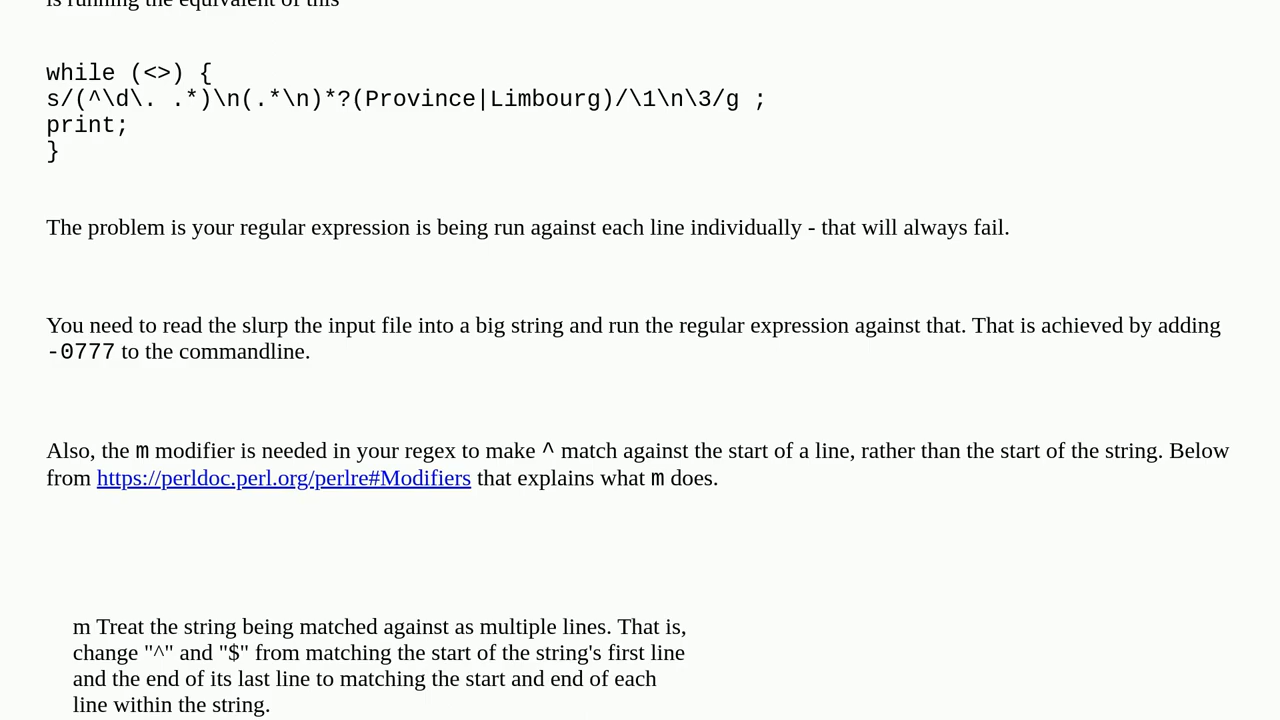 is running the equivalent of this
while (<>) {
s/(^\d\. .*)\n(.*\n)*?(Province|Limbourg)/\1\n\3/g ;
print;
}
The problem is your regular expression is being run against each line individually - that will always fail.
You need to read the slurp the input file into a big string and run the regular expression against that. That is achieved by adding
-0777 to the commandline.
Also, the m modifier is needed in your regex to make ^ match against the start of a line, rather than the start of the string. Below
from https://perldoc.perl.org/perlre#Modifiers that explains what m does.
m Treat the string being matched against as multiple lines. That is,
change "^" and "$" from matching the start of the string's first line
and the end of its last line to matching the start and end of each
line within the string.